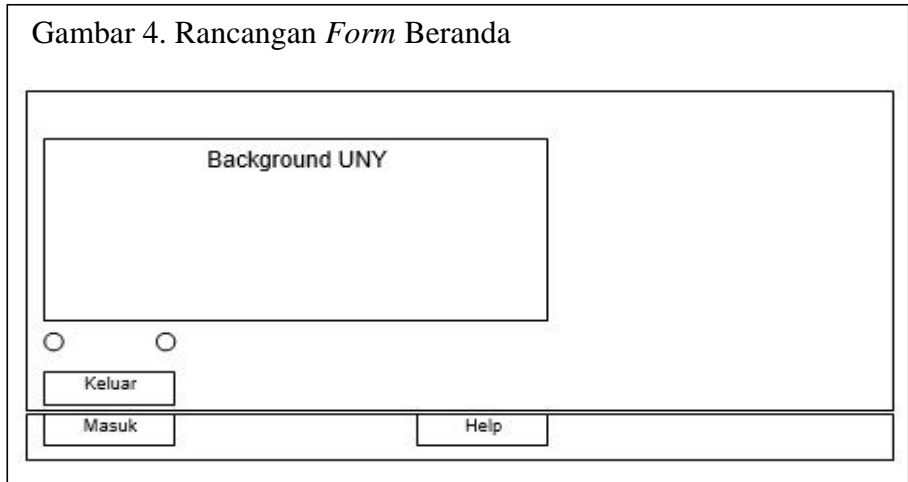 Gambar 4. Rancangan Form Beranda
Background UNY
Keluar
Masuk
Help